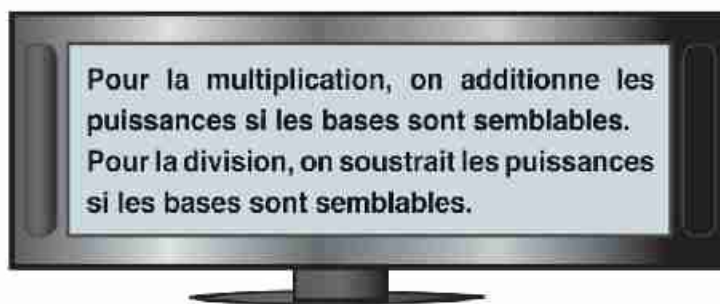 Pour la multiplication, on additionne les
puissances si les bases sont semblables.
Pour la division, on soustrait les puissances
si les bases sont semblables.